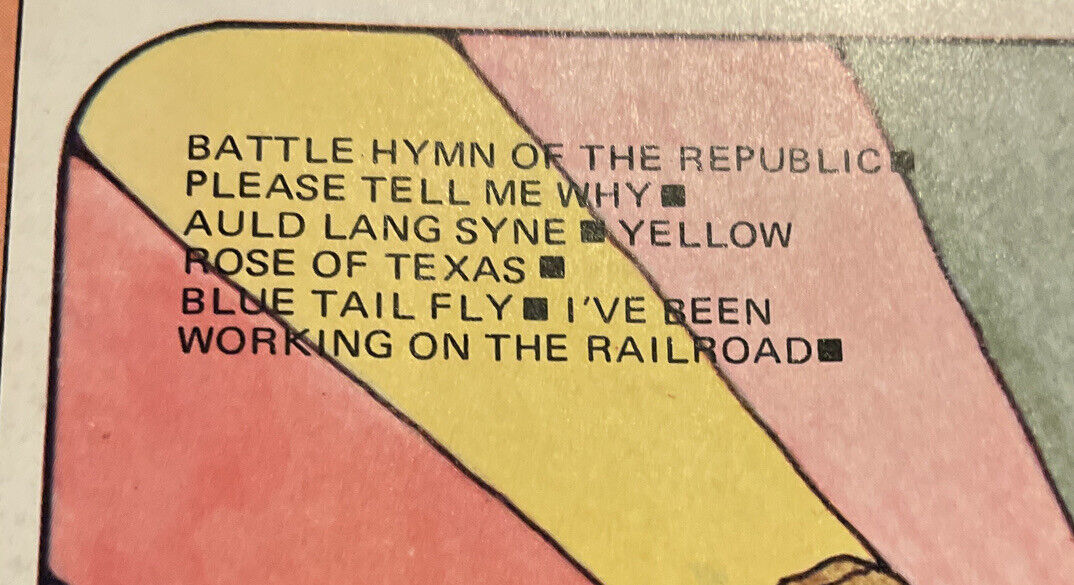 BATTLE HYMN OF THE REPUBLIC ■
PLEASE TELL ME WHY ■
AULD LANG SYNE ■ YELLOW
ROSE OF TEXAS ■
BLUE TAIL FLY ■ I'VE BEEN
WORKING ON THE RAILROAD ■